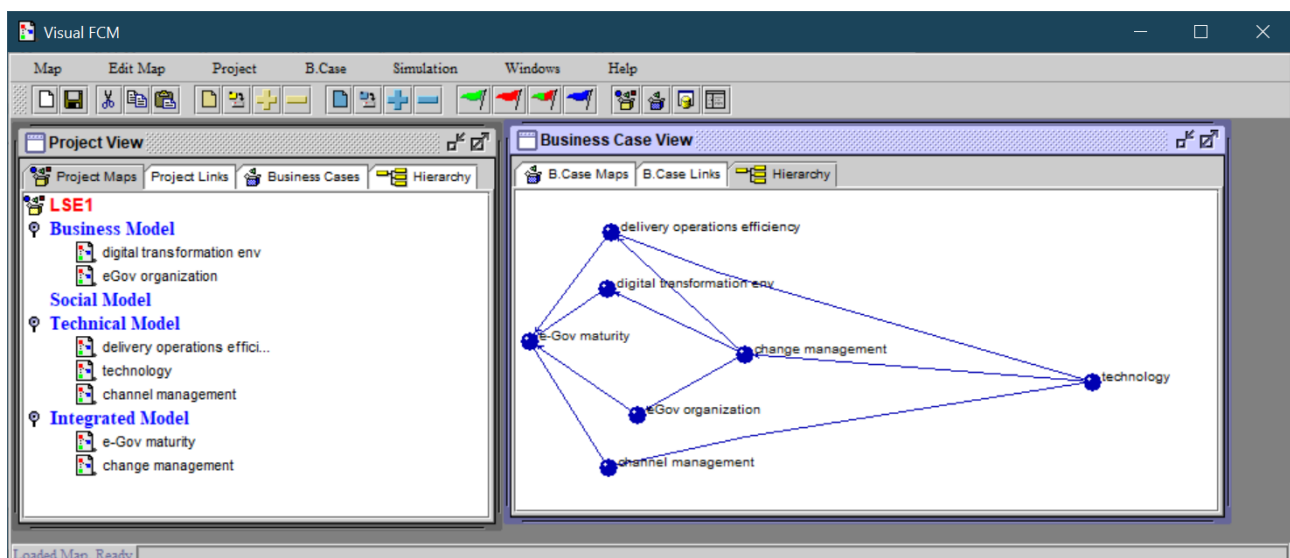 Visual FCM
Map Edit Map Project B.Case Simulation Windows Help
Project View
Project Maps Project Links Business Cases Hierarchy
LSE1
Business Model
digital transformation env
eGov organization
Social Model
Technical Model
delivery operations effici...
technology
channel management
Integrated Model
e-Gov maturity
change management
Business Case View
B.Case Maps B.Case Links Hierarchy
delivery operations efficiency
digital transformation env
e-Gov maturity
change management
technology
eGov organization
channel management
Loaded Map. Ready